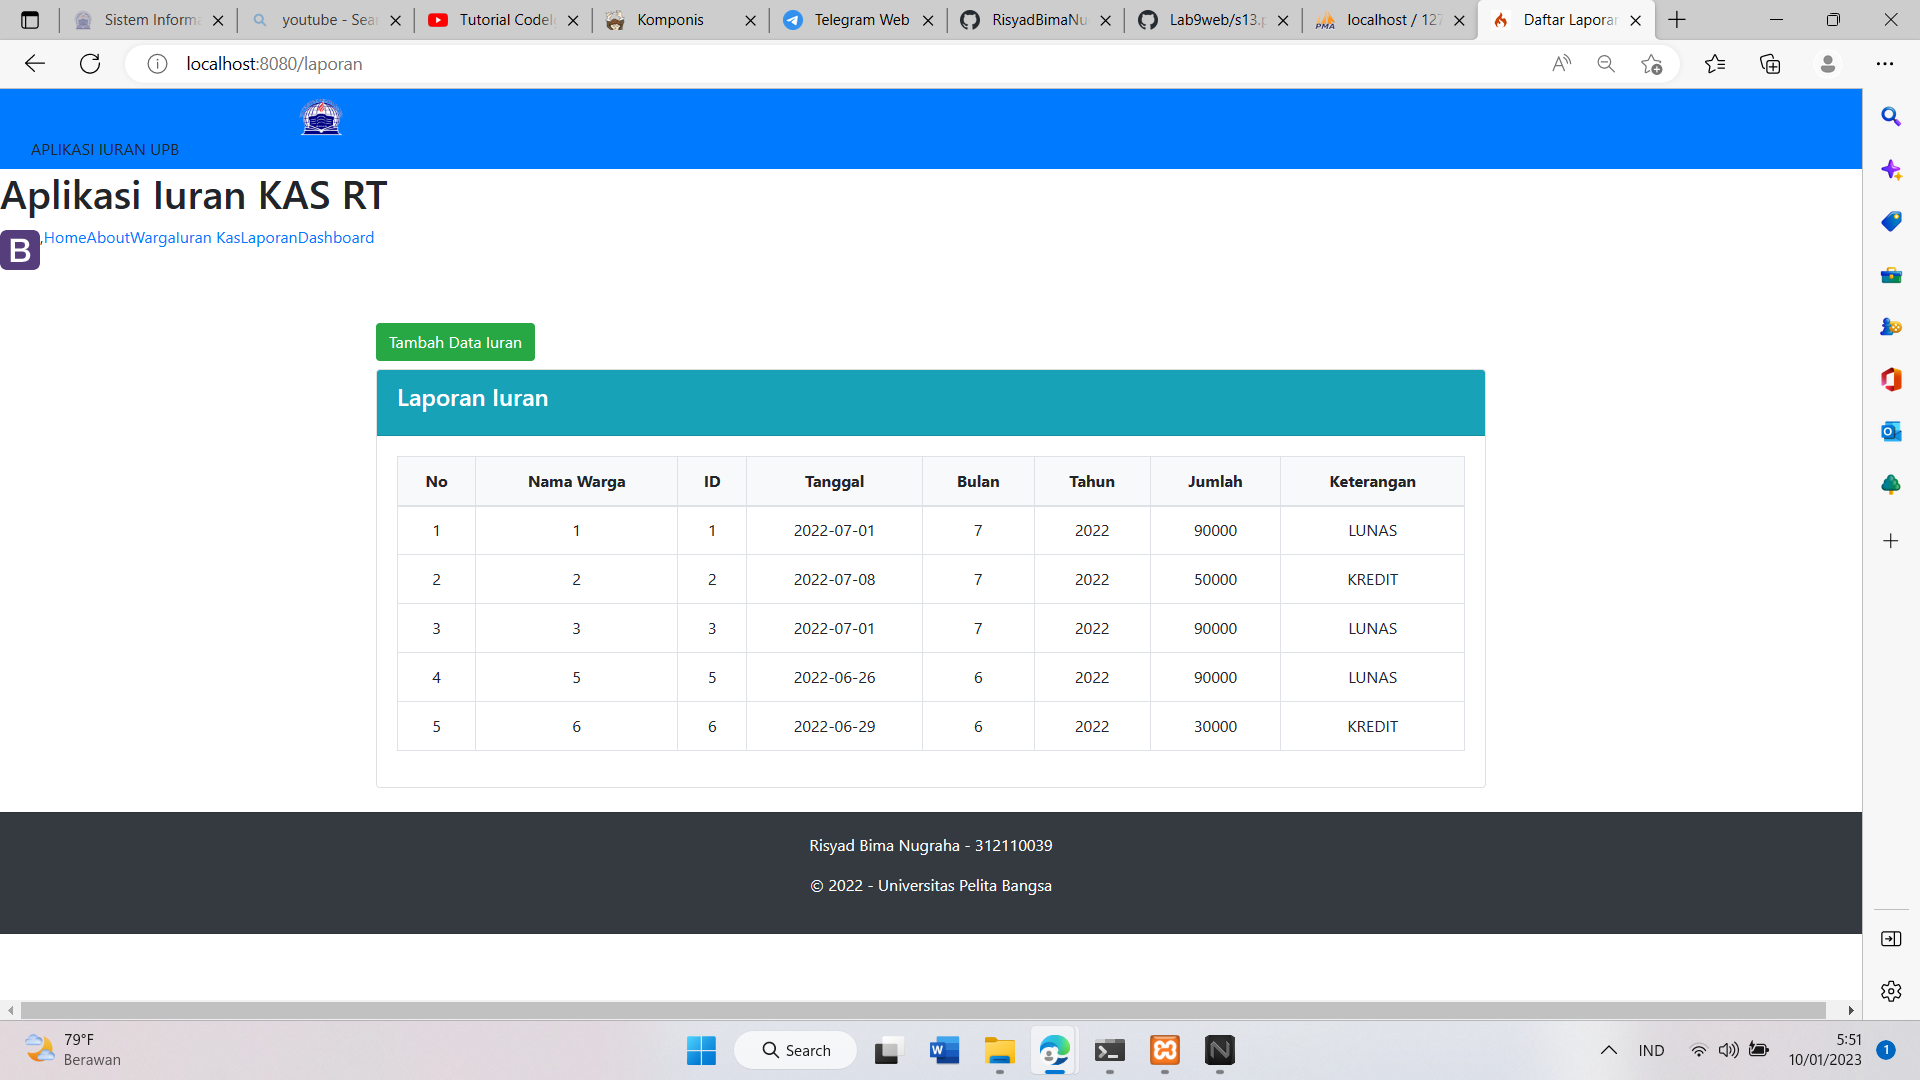 Sistem Informa
youtube - Sear
Tutorial CodeI
Komponis
Telegram Web
RisyadBimaNu
Lab9web/s13.p
PMA
localhost / 127
Daftar Laporan
localhost:8080/laporan
APLIKASI IURAN UPB
Aplikasi Iuran KAS RT
B
,HomeAboutWargaIuran KasLaporanDashboard
Tambah Data Iuran
Laporan Iuran
No Nama Warga ID Tanggal Bulan Tahun Jumlah Keterangan
1 1 1 2022-07-01 7 2022 90000 LUNAS
2 2 2 2022-07-08 7 2022 50000 KREDIT
3 3 3 2022-07-01 7 2022 90000 LUNAS
4 5 5 2022-06-26 6 2022 90000 LUNAS
5 6 6 2022-06-29 6 2022 30000 KREDIT
Risyad Bima Nugraha - 312110039
© 2022 - Universitas Pelita Bangsa
79°F
Berawan
Search
IND
5:51
10/01/2023
1